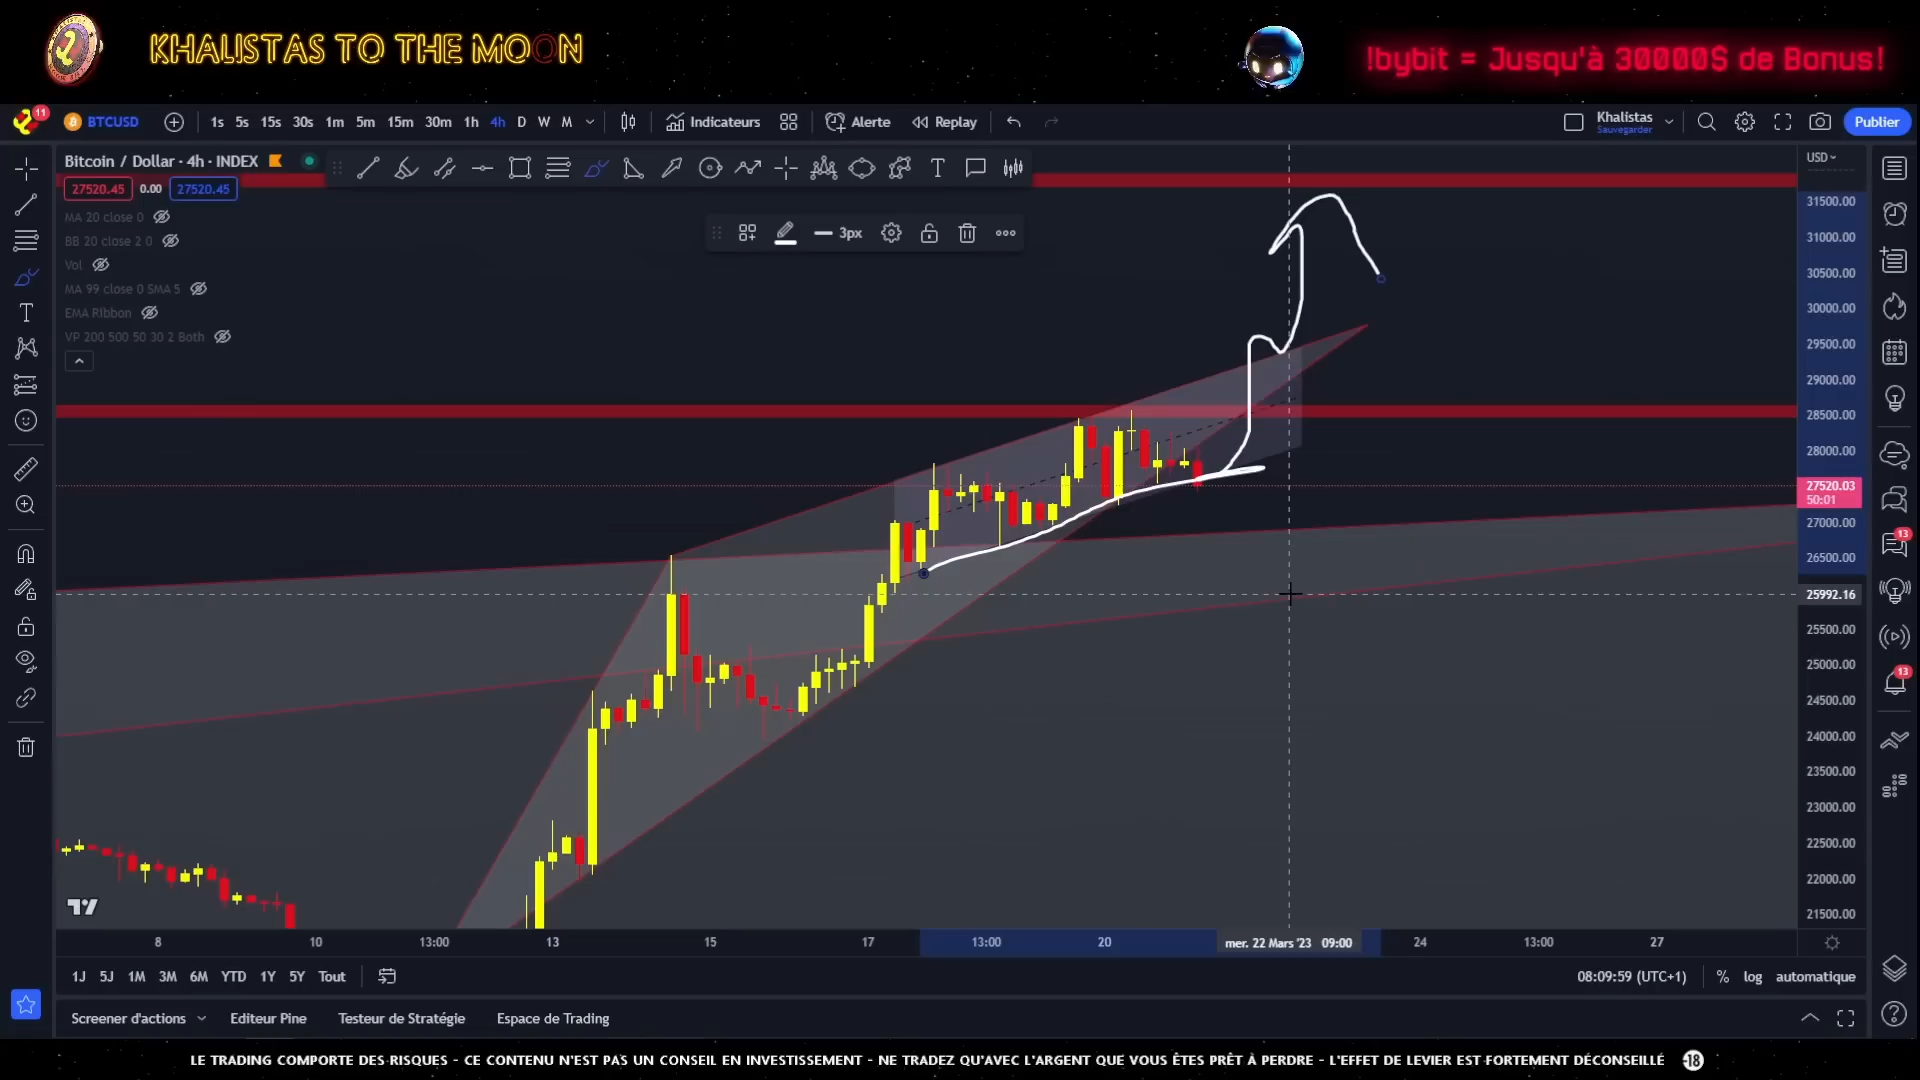 KHALISTAS TO THE MOON
!bybit = Jusqu'à 30000$ de Bonus!
11
BTCUSD
1s 5s 15s 30s 1m 5m 15m 30m 1h 4h D W M
Indicateurs
Alerte
Replay
Khalistas
Sauvegarder
Publier
Bitcoin / Dollar · 4h · INDEX
USD
27520.45 0.00 27520.45
MA 20 close 0
BB 20 close 2 0
Vol
MA 99 close 0 SMA 5
EMA Ribbon
VP 200 500 50 30 2 Both
3px
31500.00
31000.00
30500.00
30000.00
29500.00
29000.00
28500.00
28000.00
27520.03
50:01
27000.00
26500.00
25992.16
25500.00
25000.00
24500.00
24000.00
23500.00
23000.00
22500.00
22000.00
21500.00
13
13
8 10 13:00 13 15 17 13:00 20 mer. 22 Mars '23 09:00 24 13:00 27
1J 5J 1M 3M 6M YTD 1Y 5Y Tout
08:09:59 (UTC+1) % log automatique
Screener d'actions Editeur Pine Testeur de Stratégie Espace de Trading
LE TRADING COMPORTE DES RISQUES - CE CONTENU N'EST PAS UN CONSEIL EN INVESTISSEMENT - NE TRADEZ QU'AVEC L'ARGENT QUE VOUS ÊTES PRÊT À PERDRE - L'EFFET DE LEVIER EST FORTEMENT DÉCONSEILLÉ -18